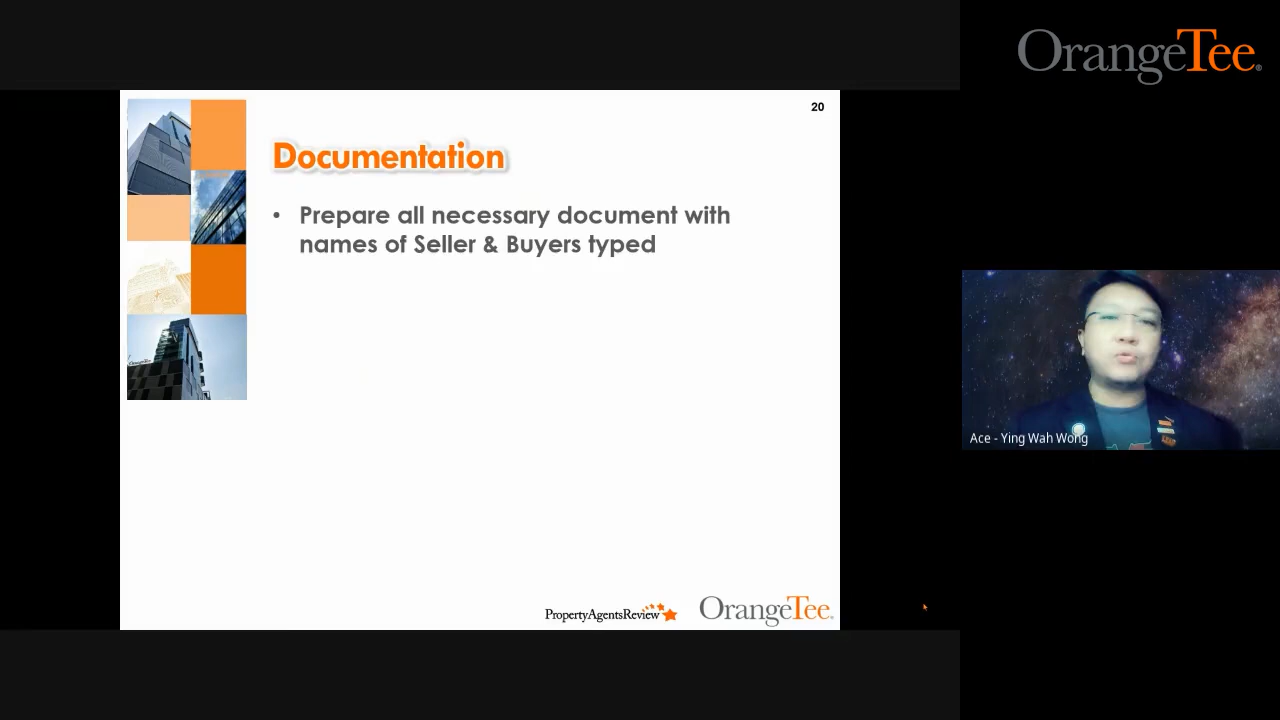 OrangeTee
20
Documentation
• Prepare all necessary document with
names of Seller & Buyers typed
Ace - Ying Wah Wong
PropertyAgentsReview
OrangeTee